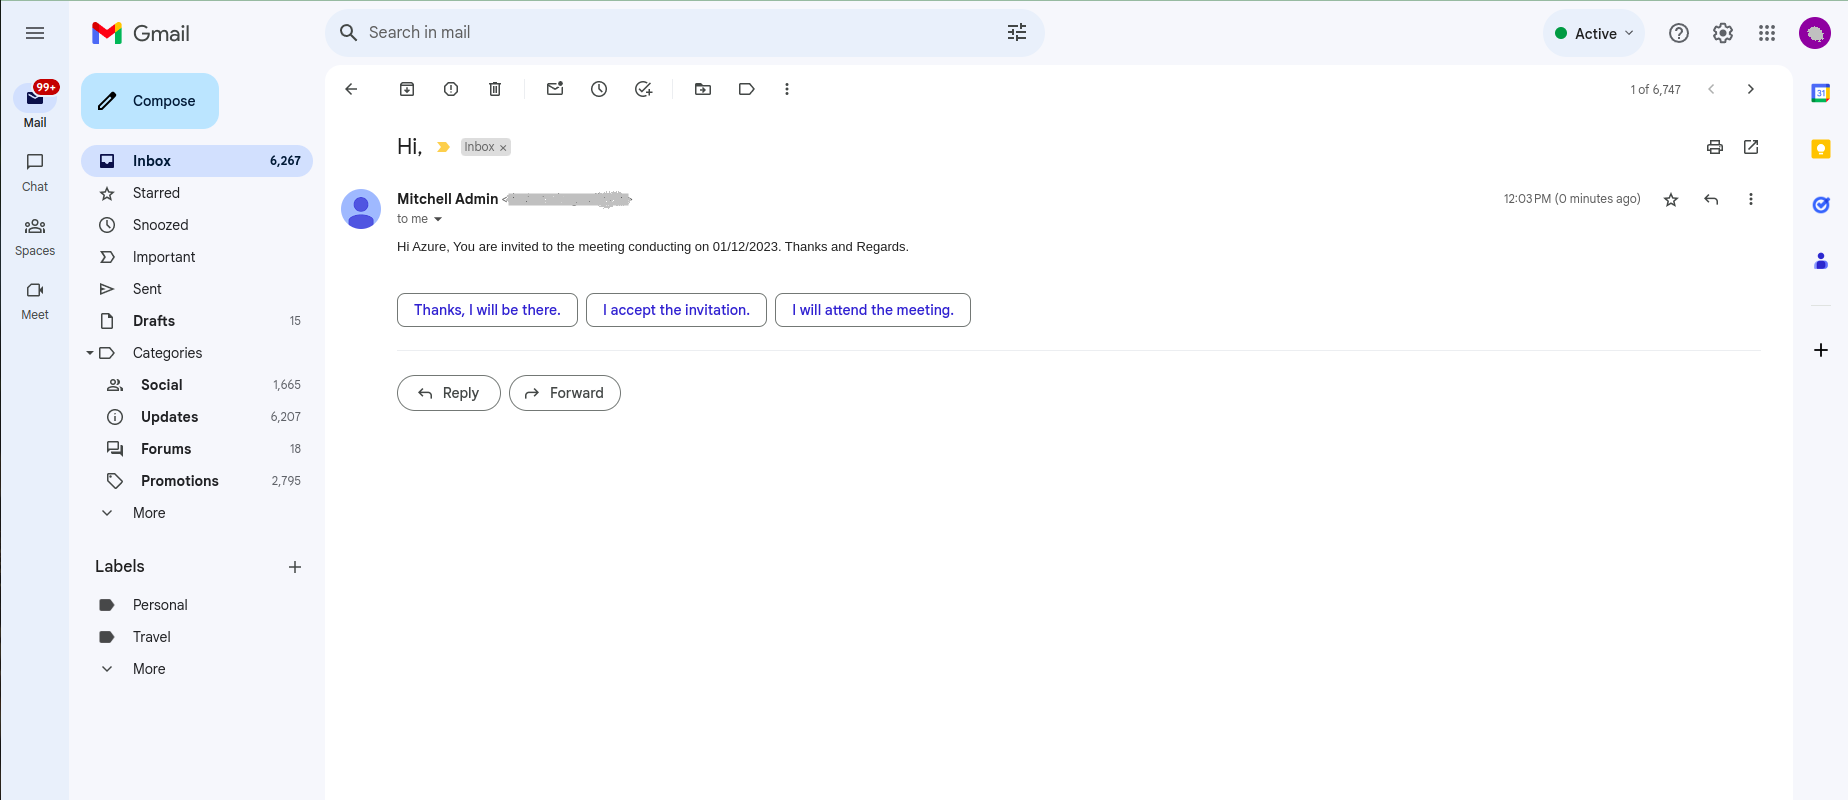 Gmail
Search in mail
Active
99+
Mail
Compose
1 of 6,747
Hi,
Inbox ×
Inbox 6,267
Chat
Starred
Mitchell Admin
12:03 PM (0 minutes ago)
to me
Snoozed
Spaces
Hi Azure, You are invited to the meeting conducting on 01/12/2023. Thanks and Regards.
Important
Sent
Meet
Thanks, I will be there.
I accept the invitation.
I will attend the meeting.
Drafts 15
Categories
Social 1,665
Reply
Forward
Updates 6,207
Forums 18
Promotions 2,795
More
Labels
Personal
Travel
More
31